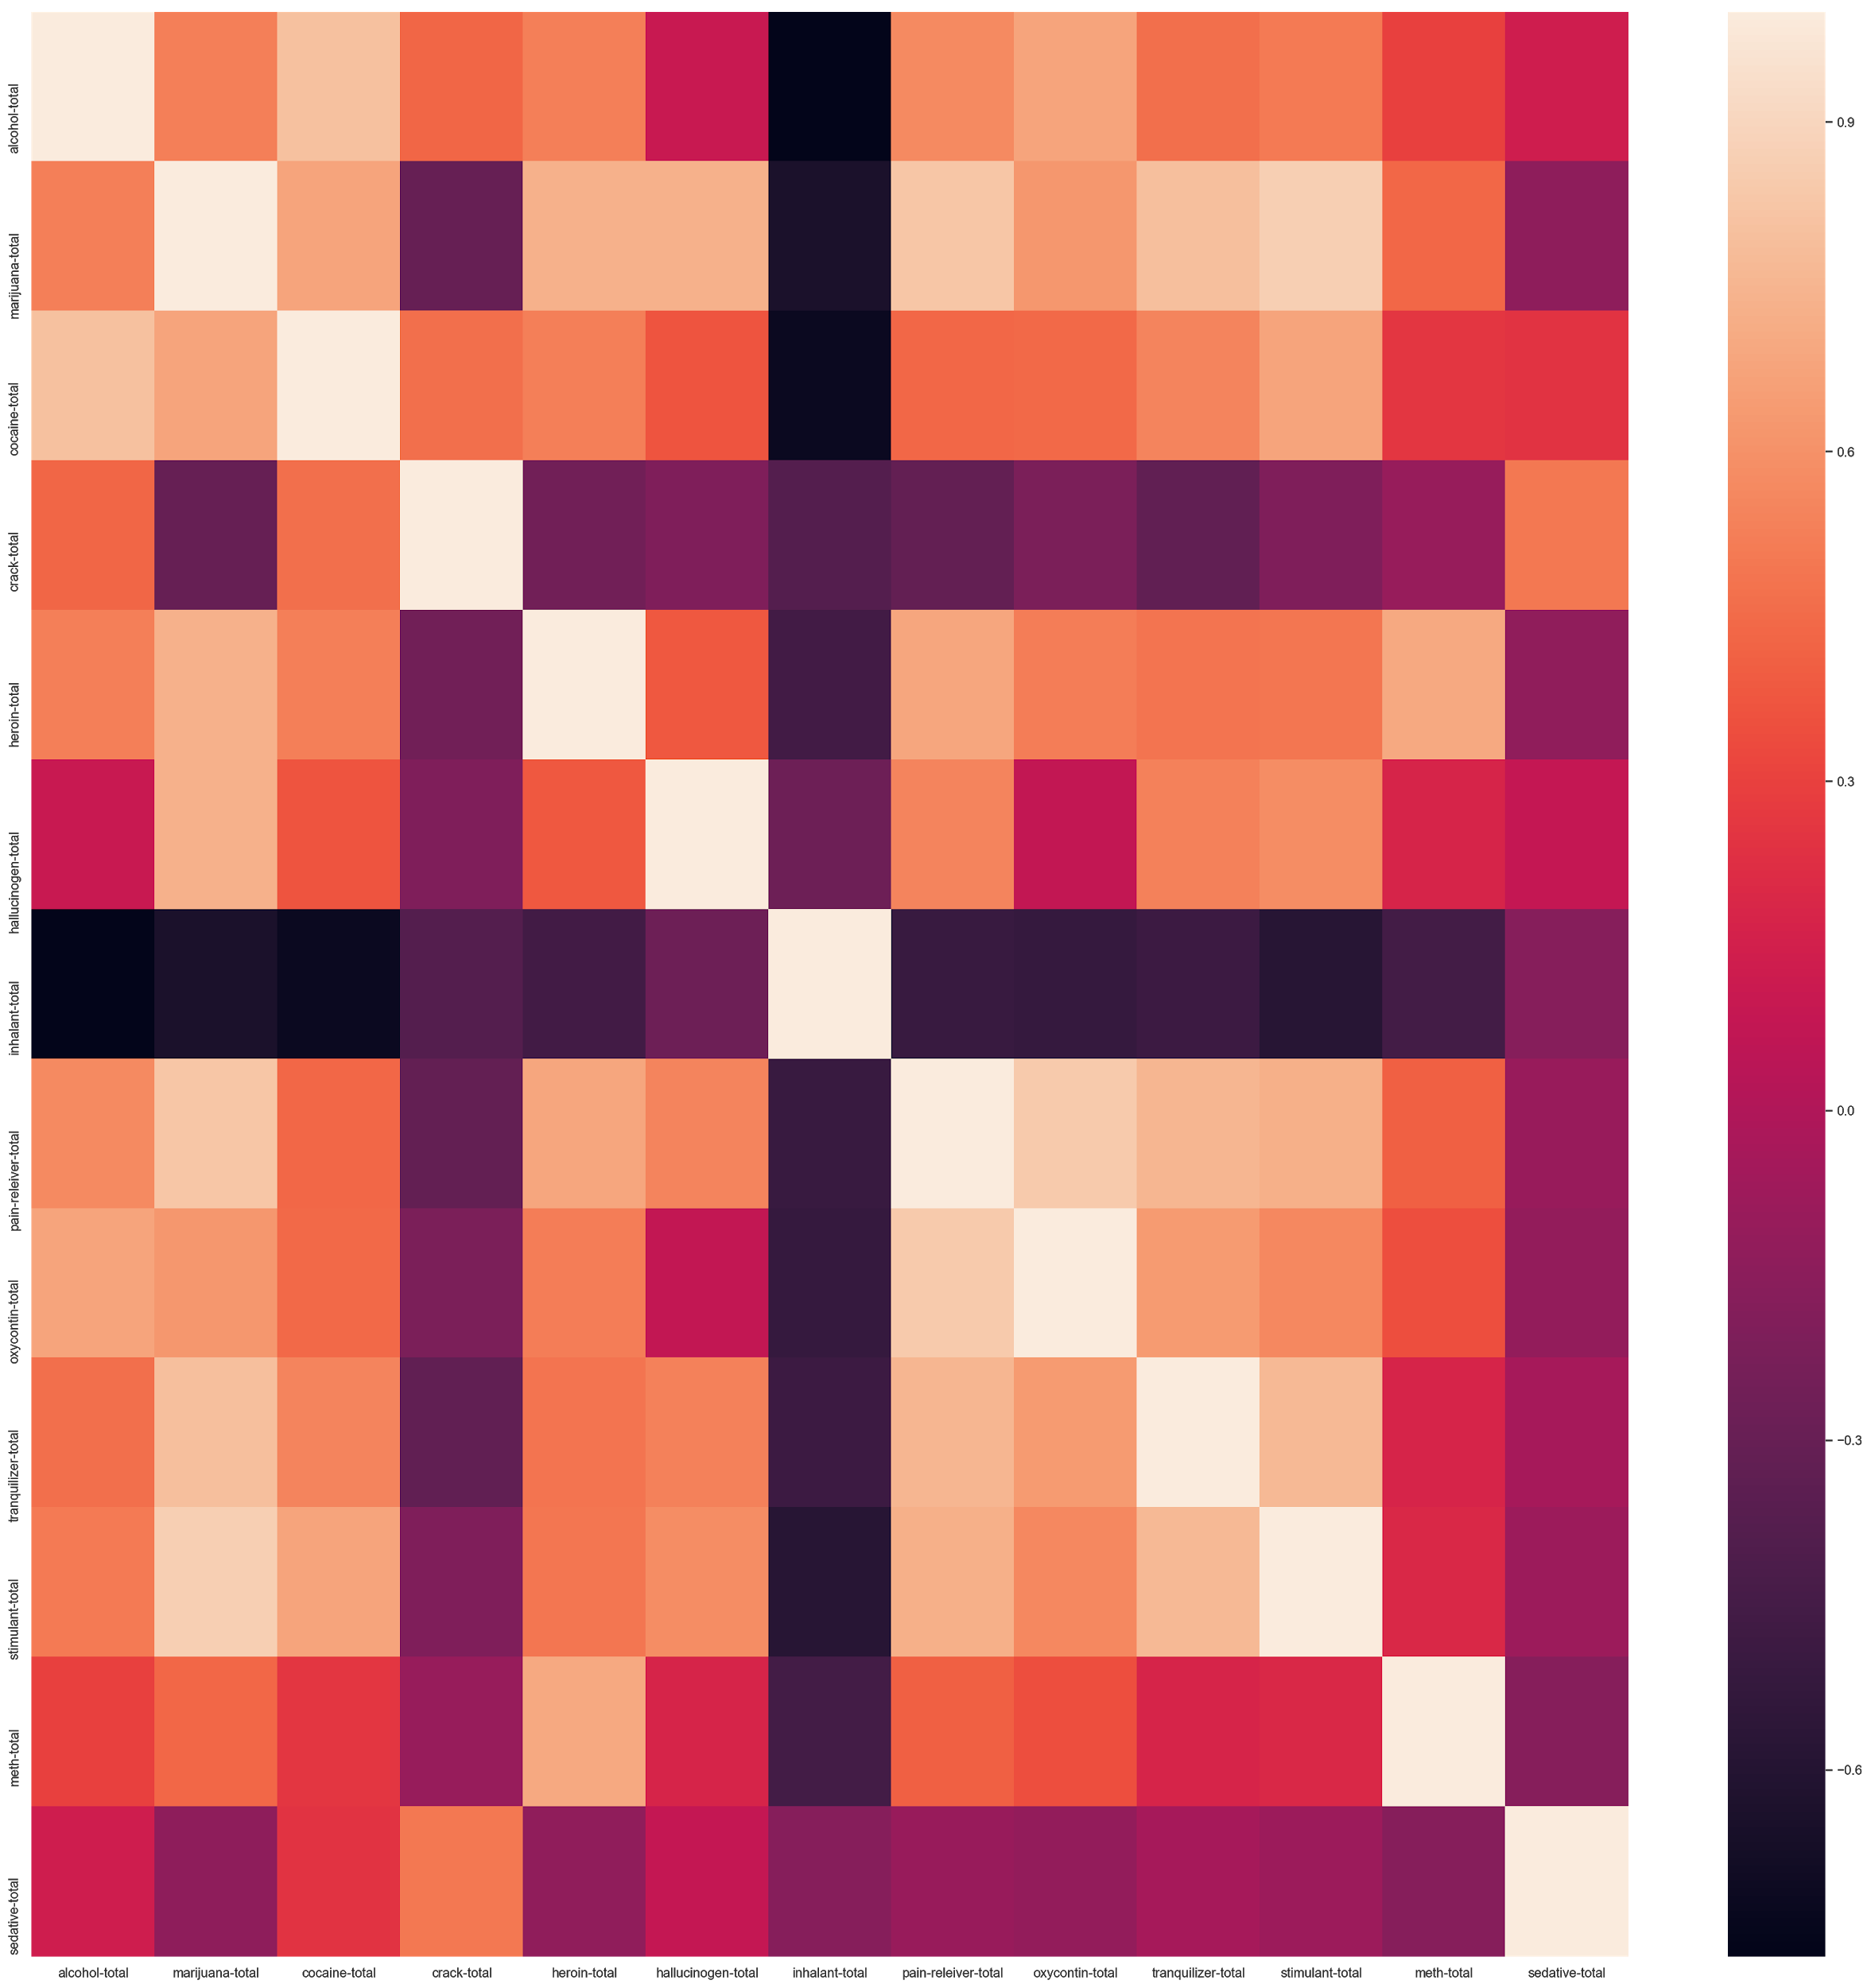 alcohol-total
marijuana-total
cocaine-total
crack-total
heroin-total
hallucinogen-total
inhalant-total
pain-releiver-total
oxycontin-total
tranquilizer-total
stimulant-total
meth-total
sedative-total
alcohol-total marijuana-total cocaine-total crack-total heroin-total hallucinogen-total inhalant-total pain-releiver-total oxycontin-total tranquilizer-total stimulant-total meth-total sedative-total
0.9
0.6
0.3
0.0
−0.3
−0.6